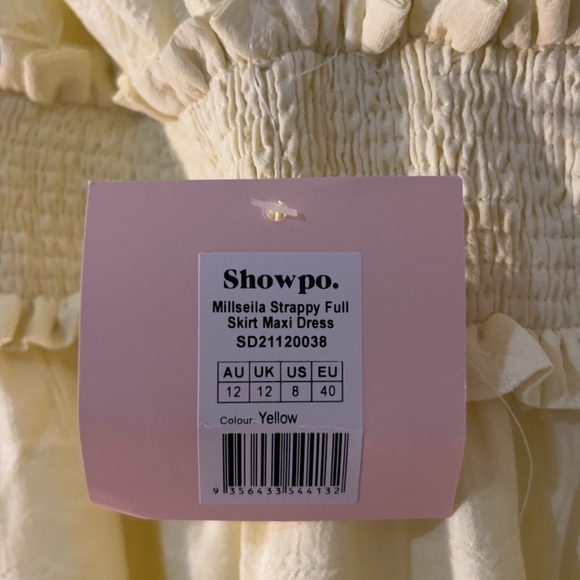 Showpo.
Millseila Strappy Full
Skirt Maxi Dress
SD21120038
AU UK US EU
12 12 8 40
Colour: Yellow
9 356433 544132